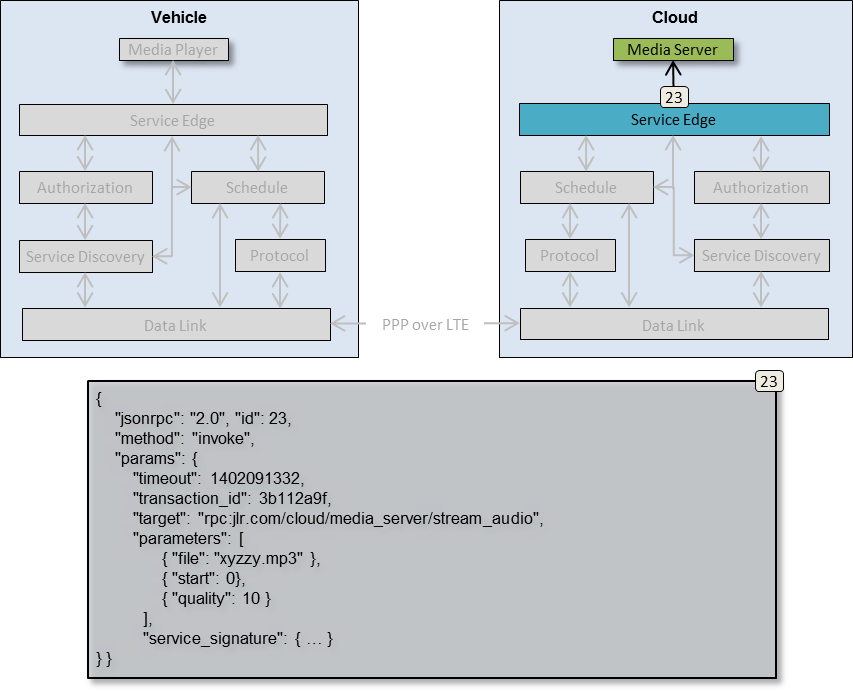 Vehicle
Media Player
Service Edge
Authorization
Schedule
Service Discovery
Protocol
Data Link
PPP over LTE
Cloud
Media Server
23
Service Edge
Schedule
Authorization
Protocol
Service Discovery
Data Link
23
{
"jsonrpc": "2.0", "id": 23,
"method": "invoke",
"params": {
"timeout": 1402091332,
"transaction_id": 3b112a9f,
"target": "rpc:jlr.com/cloud/media_server/stream_audio",
"parameters": [
{ "file": "xyzzy.mp3" },
{ "start": 0},
{ "quality": 10 }
],
"service_signature": { … }
} }